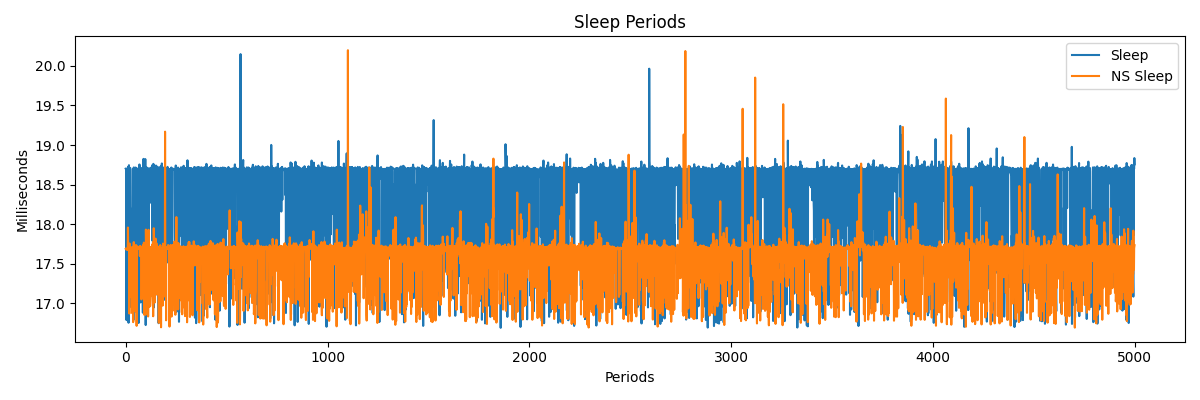 Sleep Periods
Sleep
NS Sleep
Milliseconds
20.0
19.5
19.0
18.5
18.0
17.5
17.0
0 1000 2000 3000 4000 5000
Periods